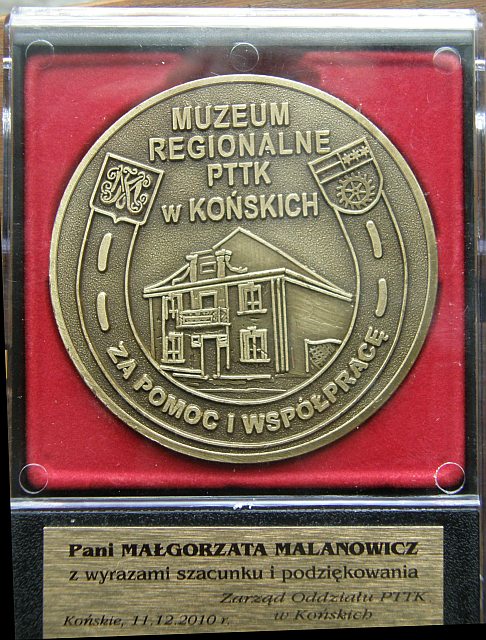 MUZEUM
REGIONALNE
PTTK
w KOŃSKICH
ZA POMOC I WSPÓŁPRACĘ
Pani MAŁGORZATA MALANOWICZ
z wyrazami szacunku i podziękowania
Zarząd Oddziału PTTK
w Końskich
Końskie, 11.12.2010 r.